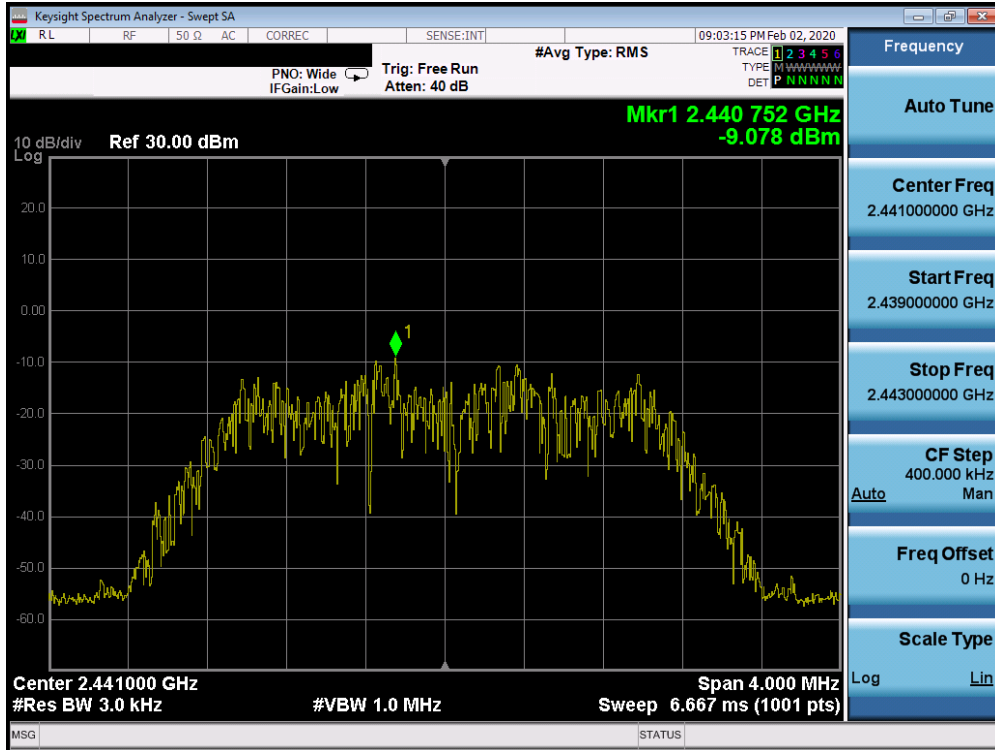 Keysight Spectrum Analyzer - Swept SA
LXI RL RF 50 Ω AC CORREC SENSE:INT 09:03:15 PM Feb 02, 2020
#Avg Type: RMS TRACE 1 2 3 4 5 6
PNO: Wide Trig: Free Run TYPE M W W W W W
IFGain:Low Atten: 40 dB DET P N N N N N
Mkr1 2.440 752 GHz
-9.078 dBm
10 dB/div Ref 30.00 dBm
Log
20.0
10.0
0.00
-10.0
-20.0
-30.0
-40.0
-50.0
-60.0
1
Center 2.441000 GHz Span 4.000 MHz
#Res BW 3.0 kHz #VBW 1.0 MHz Sweep 6.667 ms (1001 pts)
MSG STATUS
Frequency
Auto Tune
Center Freq
2.441000000 GHz
Start Freq
2.439000000 GHz
Stop Freq
2.443000000 GHz
CF Step
400.000 kHz
Auto Man
Freq Offset
0 Hz
Scale Type
Log Lin